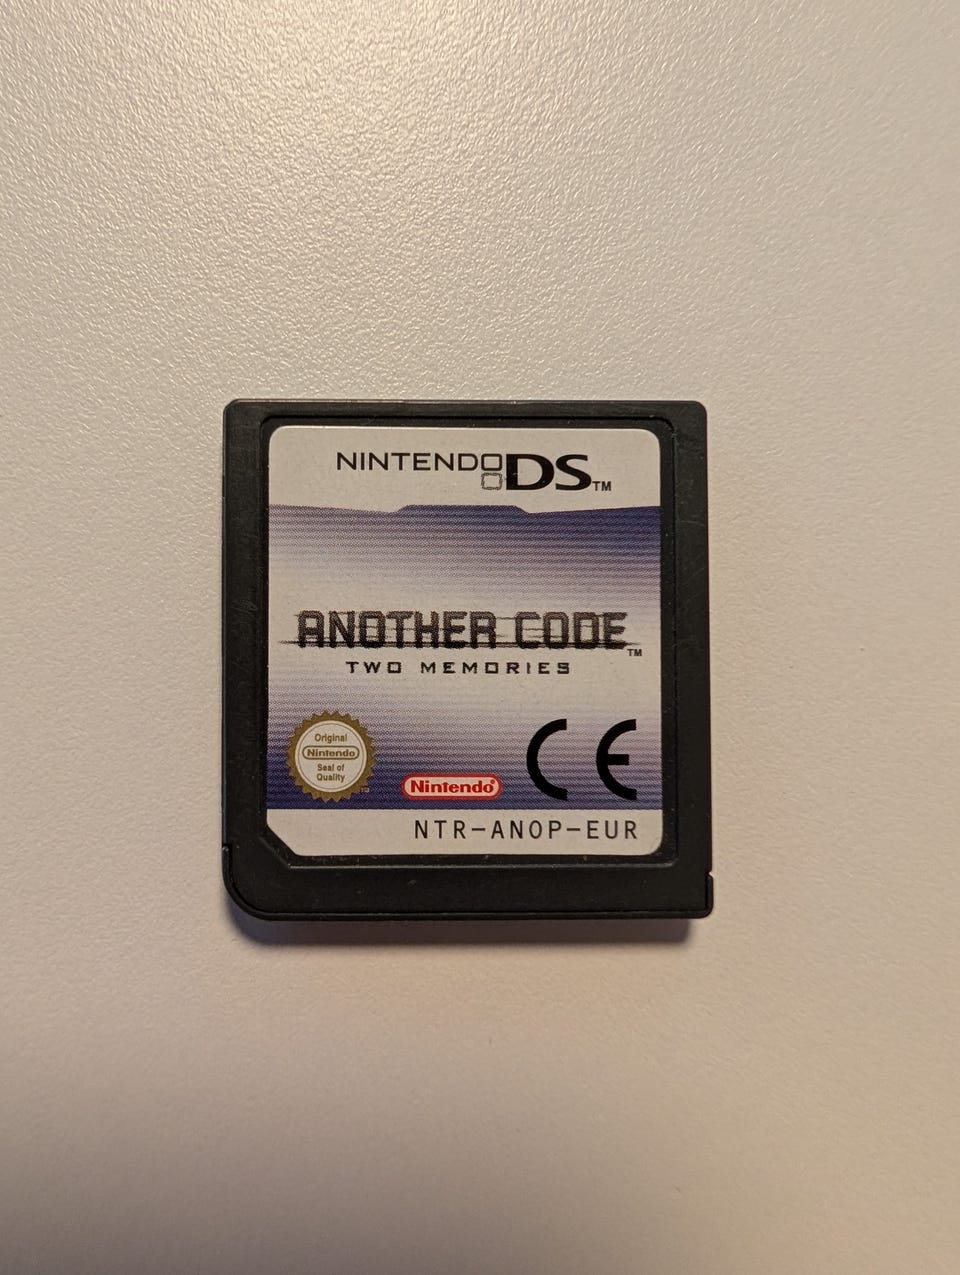 NINTENDO DS™
ANOTHER CODE™
TWO MEMORIES
Original
Nintendo
Seal of
Quality
Nintendo®
CE
NTR-ANOP-EUR